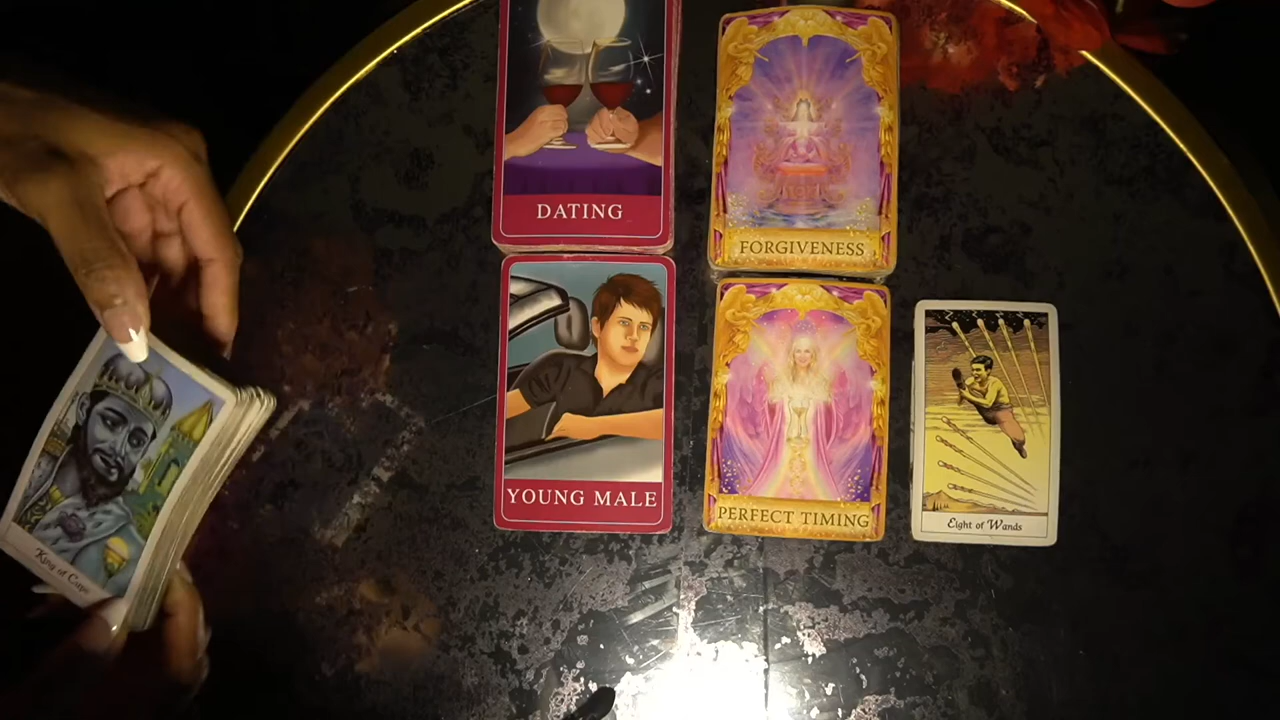 DATING
FORGIVENESS
YOUNG MALE
PERFECT TIMING
Eight of Wands
King of Cups